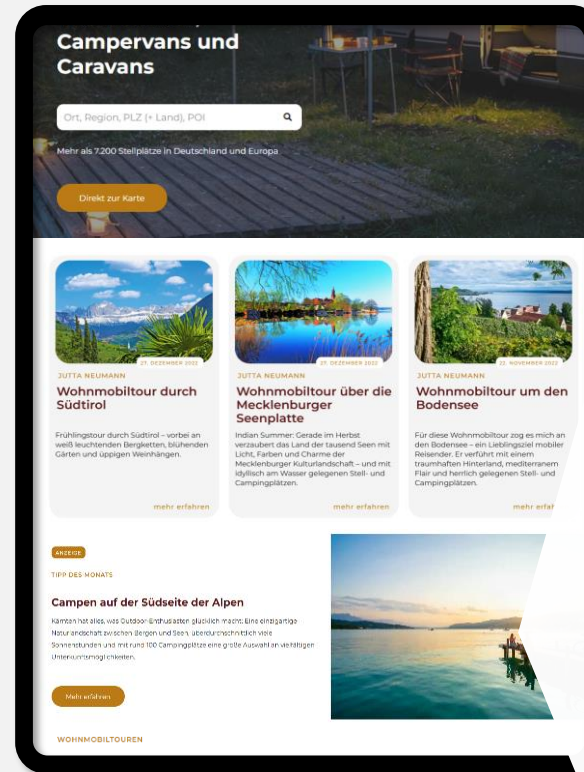 Campervans und
Caravans
Ort, Region, PLZ (+ Land), POI
Mehr als 7.200 Stellplätze in Deutschland und Europa
Direkt zur Karte
27. DEZEMBER 2022
JUTTA NEUMANN
Wohnmobiltour durch
Südtirol
Frühlingstour durch Südtirol – vorbei an
weiß leuchtenden Bergketten, blühenden
Gärten und üppigen Weinhängen.
mehr erfahren
27. DEZEMBER 2022
JUTTA NEUMANN
Wohnmobiltour über die
Mecklenburger
Seenplatte
Indian Summer: Gerade im Herbst
verzaubert das Land der tausend Seen mit
Licht, Farben und Charme der
Mecklenburger Kulturlandschaft – und mit
idyllisch am Wasser gelegenen Stell- und
Campingplätzen.
mehr erfahren
22. NOVEMBER 2022
JUTTA NEUMANN
Wohnmobiltour um den
Bodensee
Für diese Wohnmobiltour zog es mich an
den Bodensee – ein Lieblingsziel mobiler
Reisender. Er verführt mit einem
traumhaften Hinterland, mediterranem
Flair und herrlich gelegenen Stell- und
Campingplätzen.
mehr erfah
ANZEIGE
TIPP DES MONATS
Campen auf der Südseite der Alpen
Kärnten hat alles, was Outdoor-Enthusiasten glücklich macht: Eine einzigartige
Naturlandschaft zwischen Bergen und Seen, überdurchschnittlich viele
Sonnenstunden und mit rund 100 Campingplätze eine große Auswahl an vielfältigen
Unterkunftsmöglichkeiten.
Mehr erfahren
WOHNMOBILTOUREN